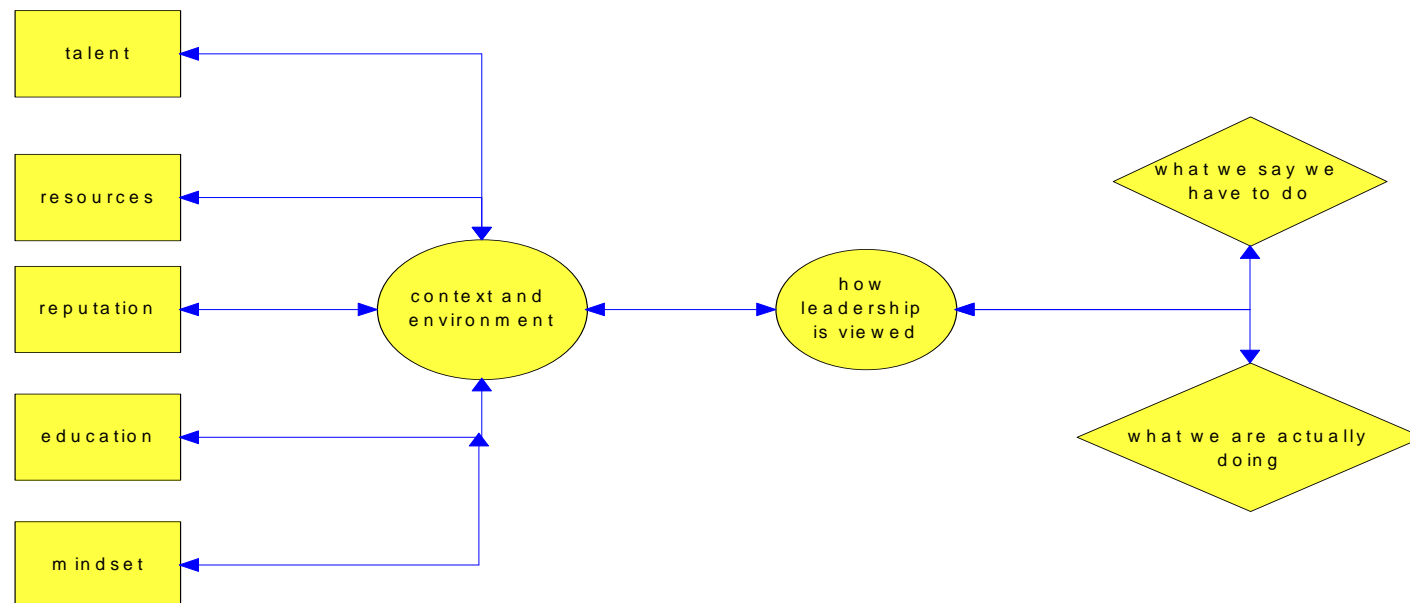 talent
resources
reputation
education
mindset
context and
environment
how
leadership
is viewed
what we say we
have to do
what we are actually
doing